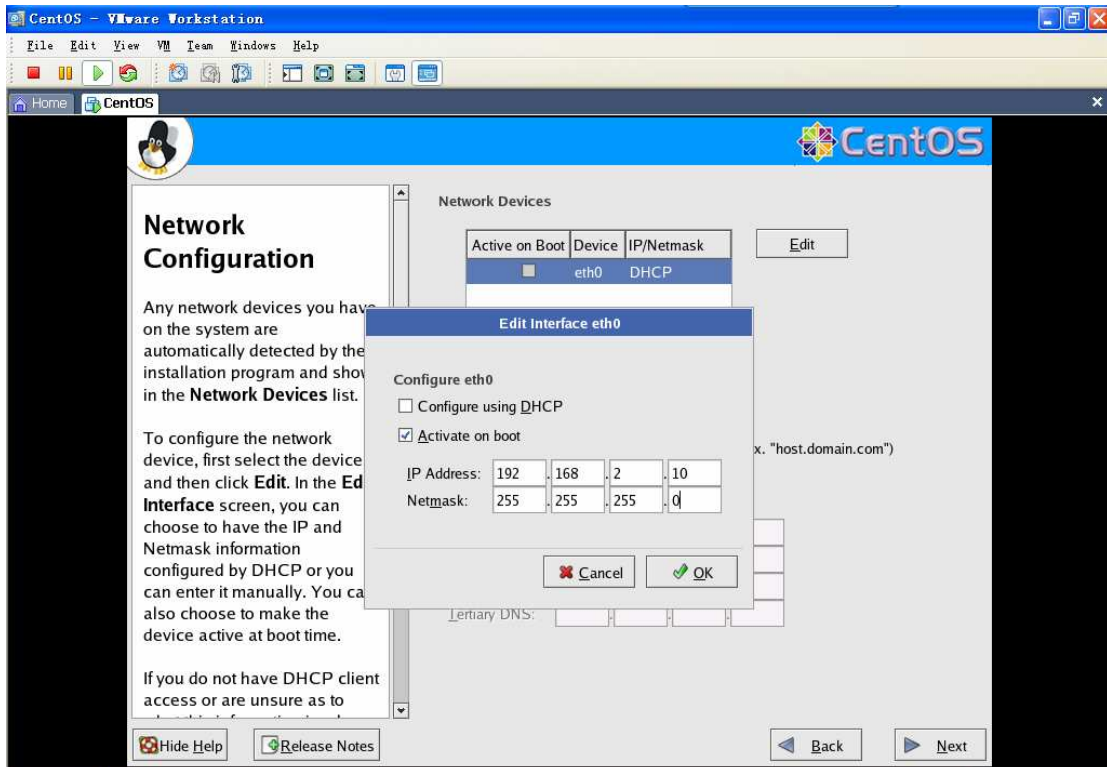 CentOS - VMware Workstation
File Edit View VM Team Windows Help
Home CentOS
CentOS
Network
Configuration
Any network devices you have
on the system are
automatically detected by the
installation program and show
in the Network Devices list.
To configure the network
device, first select the device
and then click Edit. In the Ed
Interface screen, you can
choose to have the IP and
Netmask information
configured by DHCP or you
can enter it manually. You ca
also choose to make the
device active at boot time.
If you do not have DHCP client
access or are unsure as to
Network Devices
Active on Boot Device IP/Netmask
eth0 DHCP
Edit
Edit Interface eth0
Configure eth0
Configure using DHCP
Activate on boot
IP Address: 192 . 168 . 2 . 10
Netmask: 255 . 255 . 255 . 0
Cancel OK
x. "host.domain.com")
Tertiary DNS:
Hide Help Release Notes Back Next